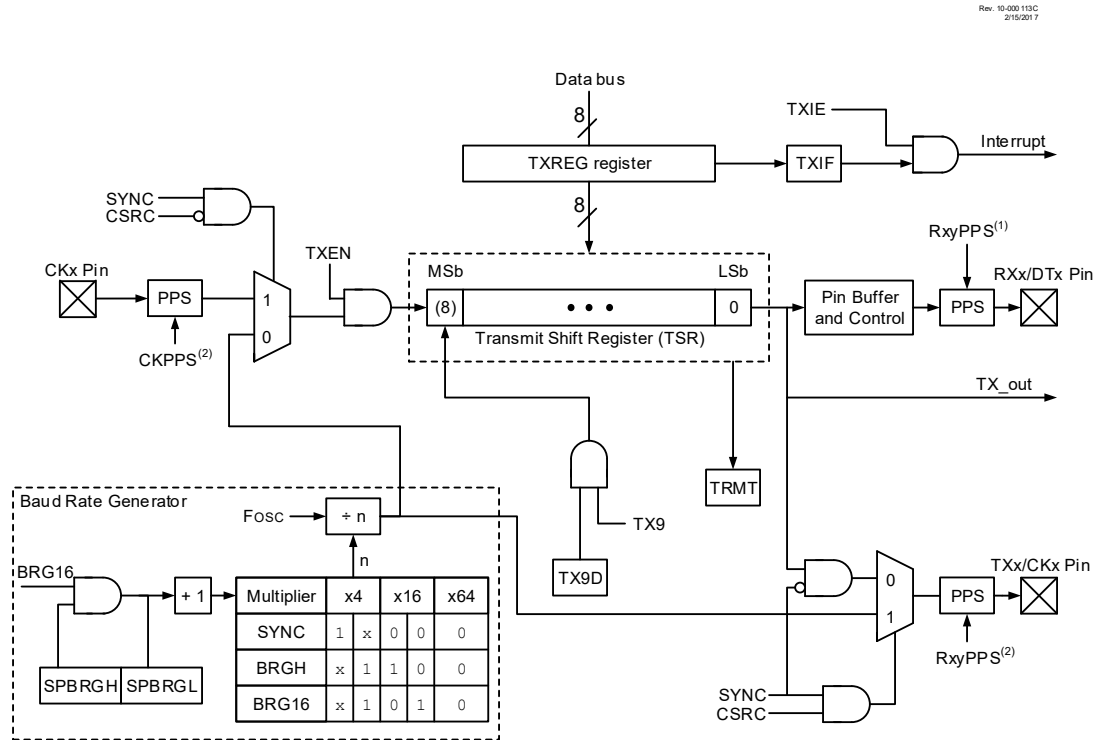 Rev. 10-000 113C
2/15/2017
Data bus
8
TXIE
Interrupt
TXREG register
TXIF
SYNC
CSRC
8
RxyPPS(1)
TXEN
CKx Pin
MSb
LSb
RXx/DTx Pin
PPS
1
(8)
• • •
0
Pin Buffer
and Control
PPS
0
Transmit Shift Register (TSR)
CKPPS(2)
TX_out
TRMT
Baud Rate Generator
FOSC
÷ n
TX9
n
TX9D
BRG16
+ 1
Multiplier x4 x16 x64
SYNC 1 x 0 0 0
BRGH x 1 1 0 0
BRG16 x 1 0 1 0
SPBRGH SPBRGL
TXx/CKx Pin
0
PPS
1
RxyPPS(2)
SYNC
CSRC